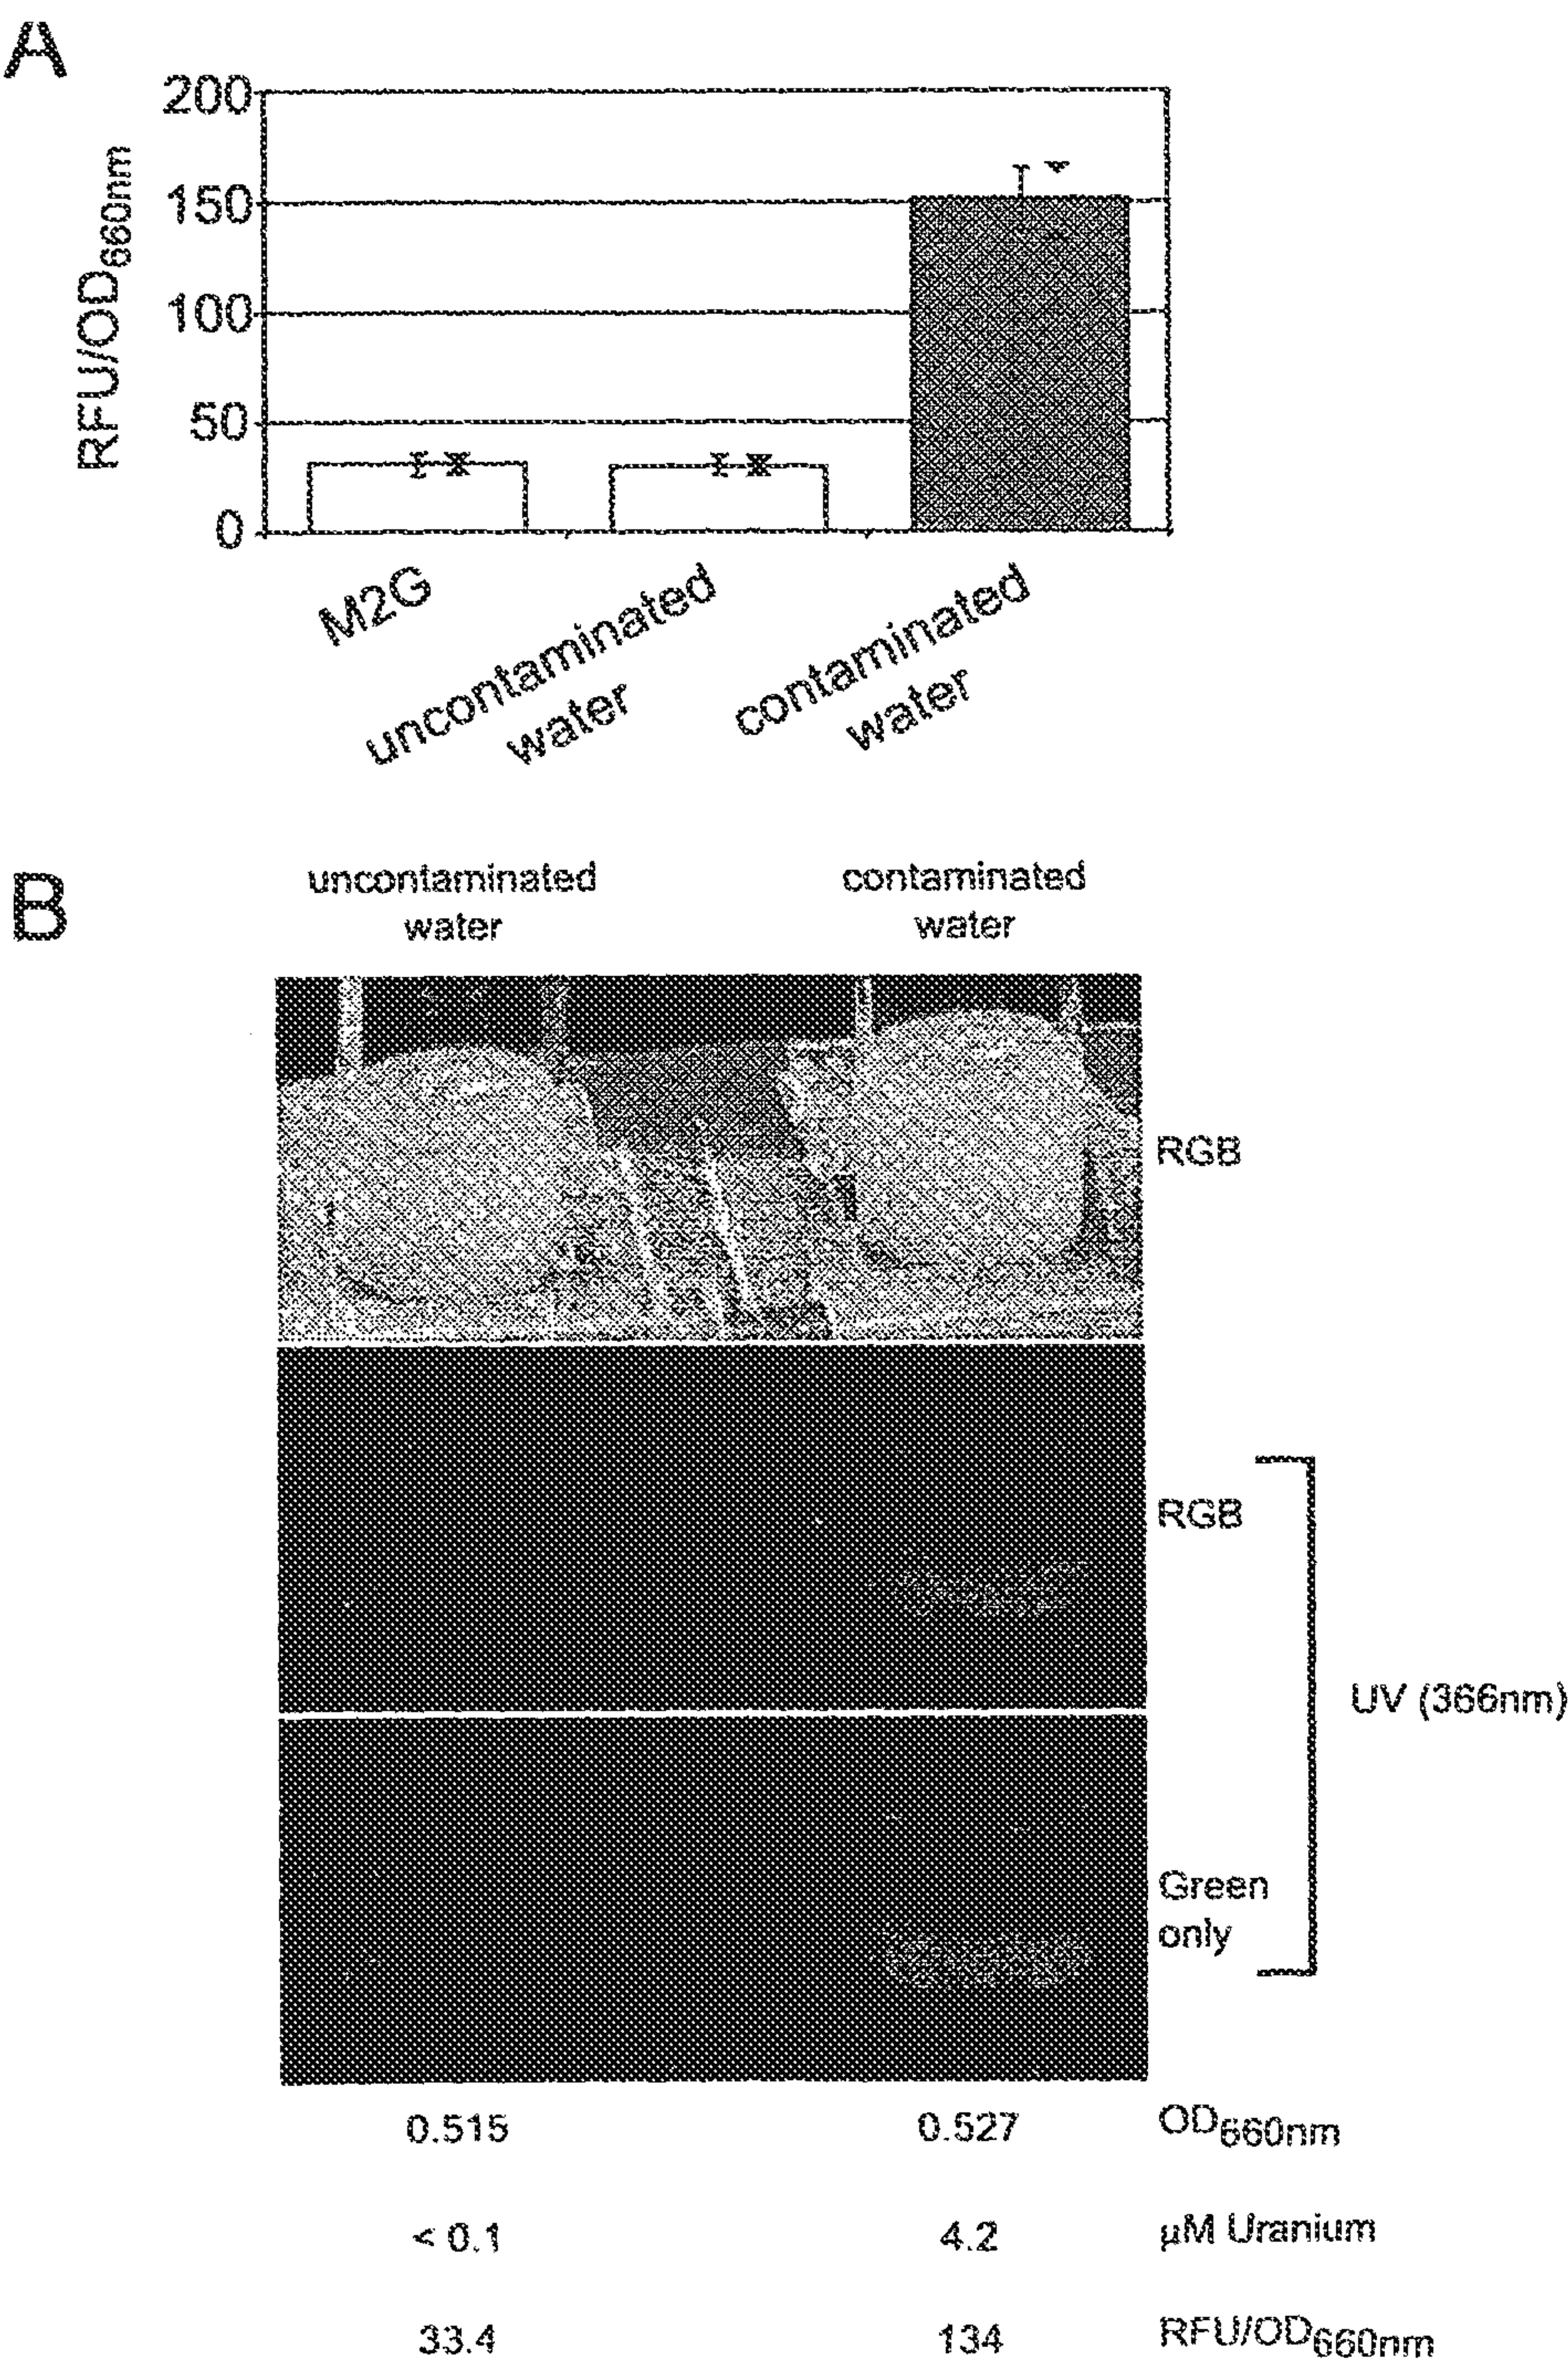 A
200
150
100
50
0
RFU/OD660nm
M2G
uncontaminated
water
contaminated
water
B
uncontaminated
water
contaminated
water
RGB
RGB
UV (366nm)
Green
only
0.515 0.527 OD660nm
< 0.1 4.2 µM Uranium
33.4 134 RFU/OD660nm